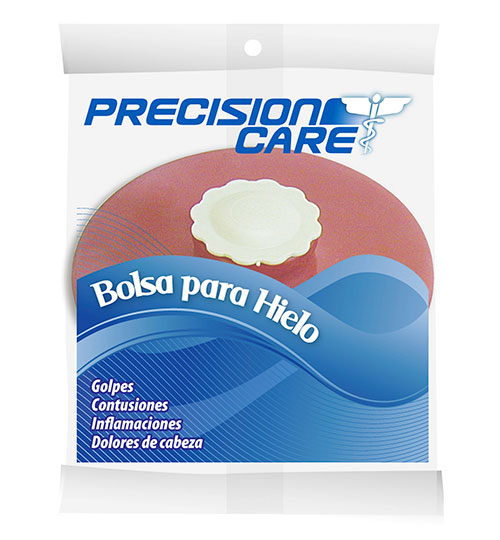 PRECISION
CARE
Bolsa para Hielo
Golpes
Contusiones
Inflamaciones
Dolores de cabeza